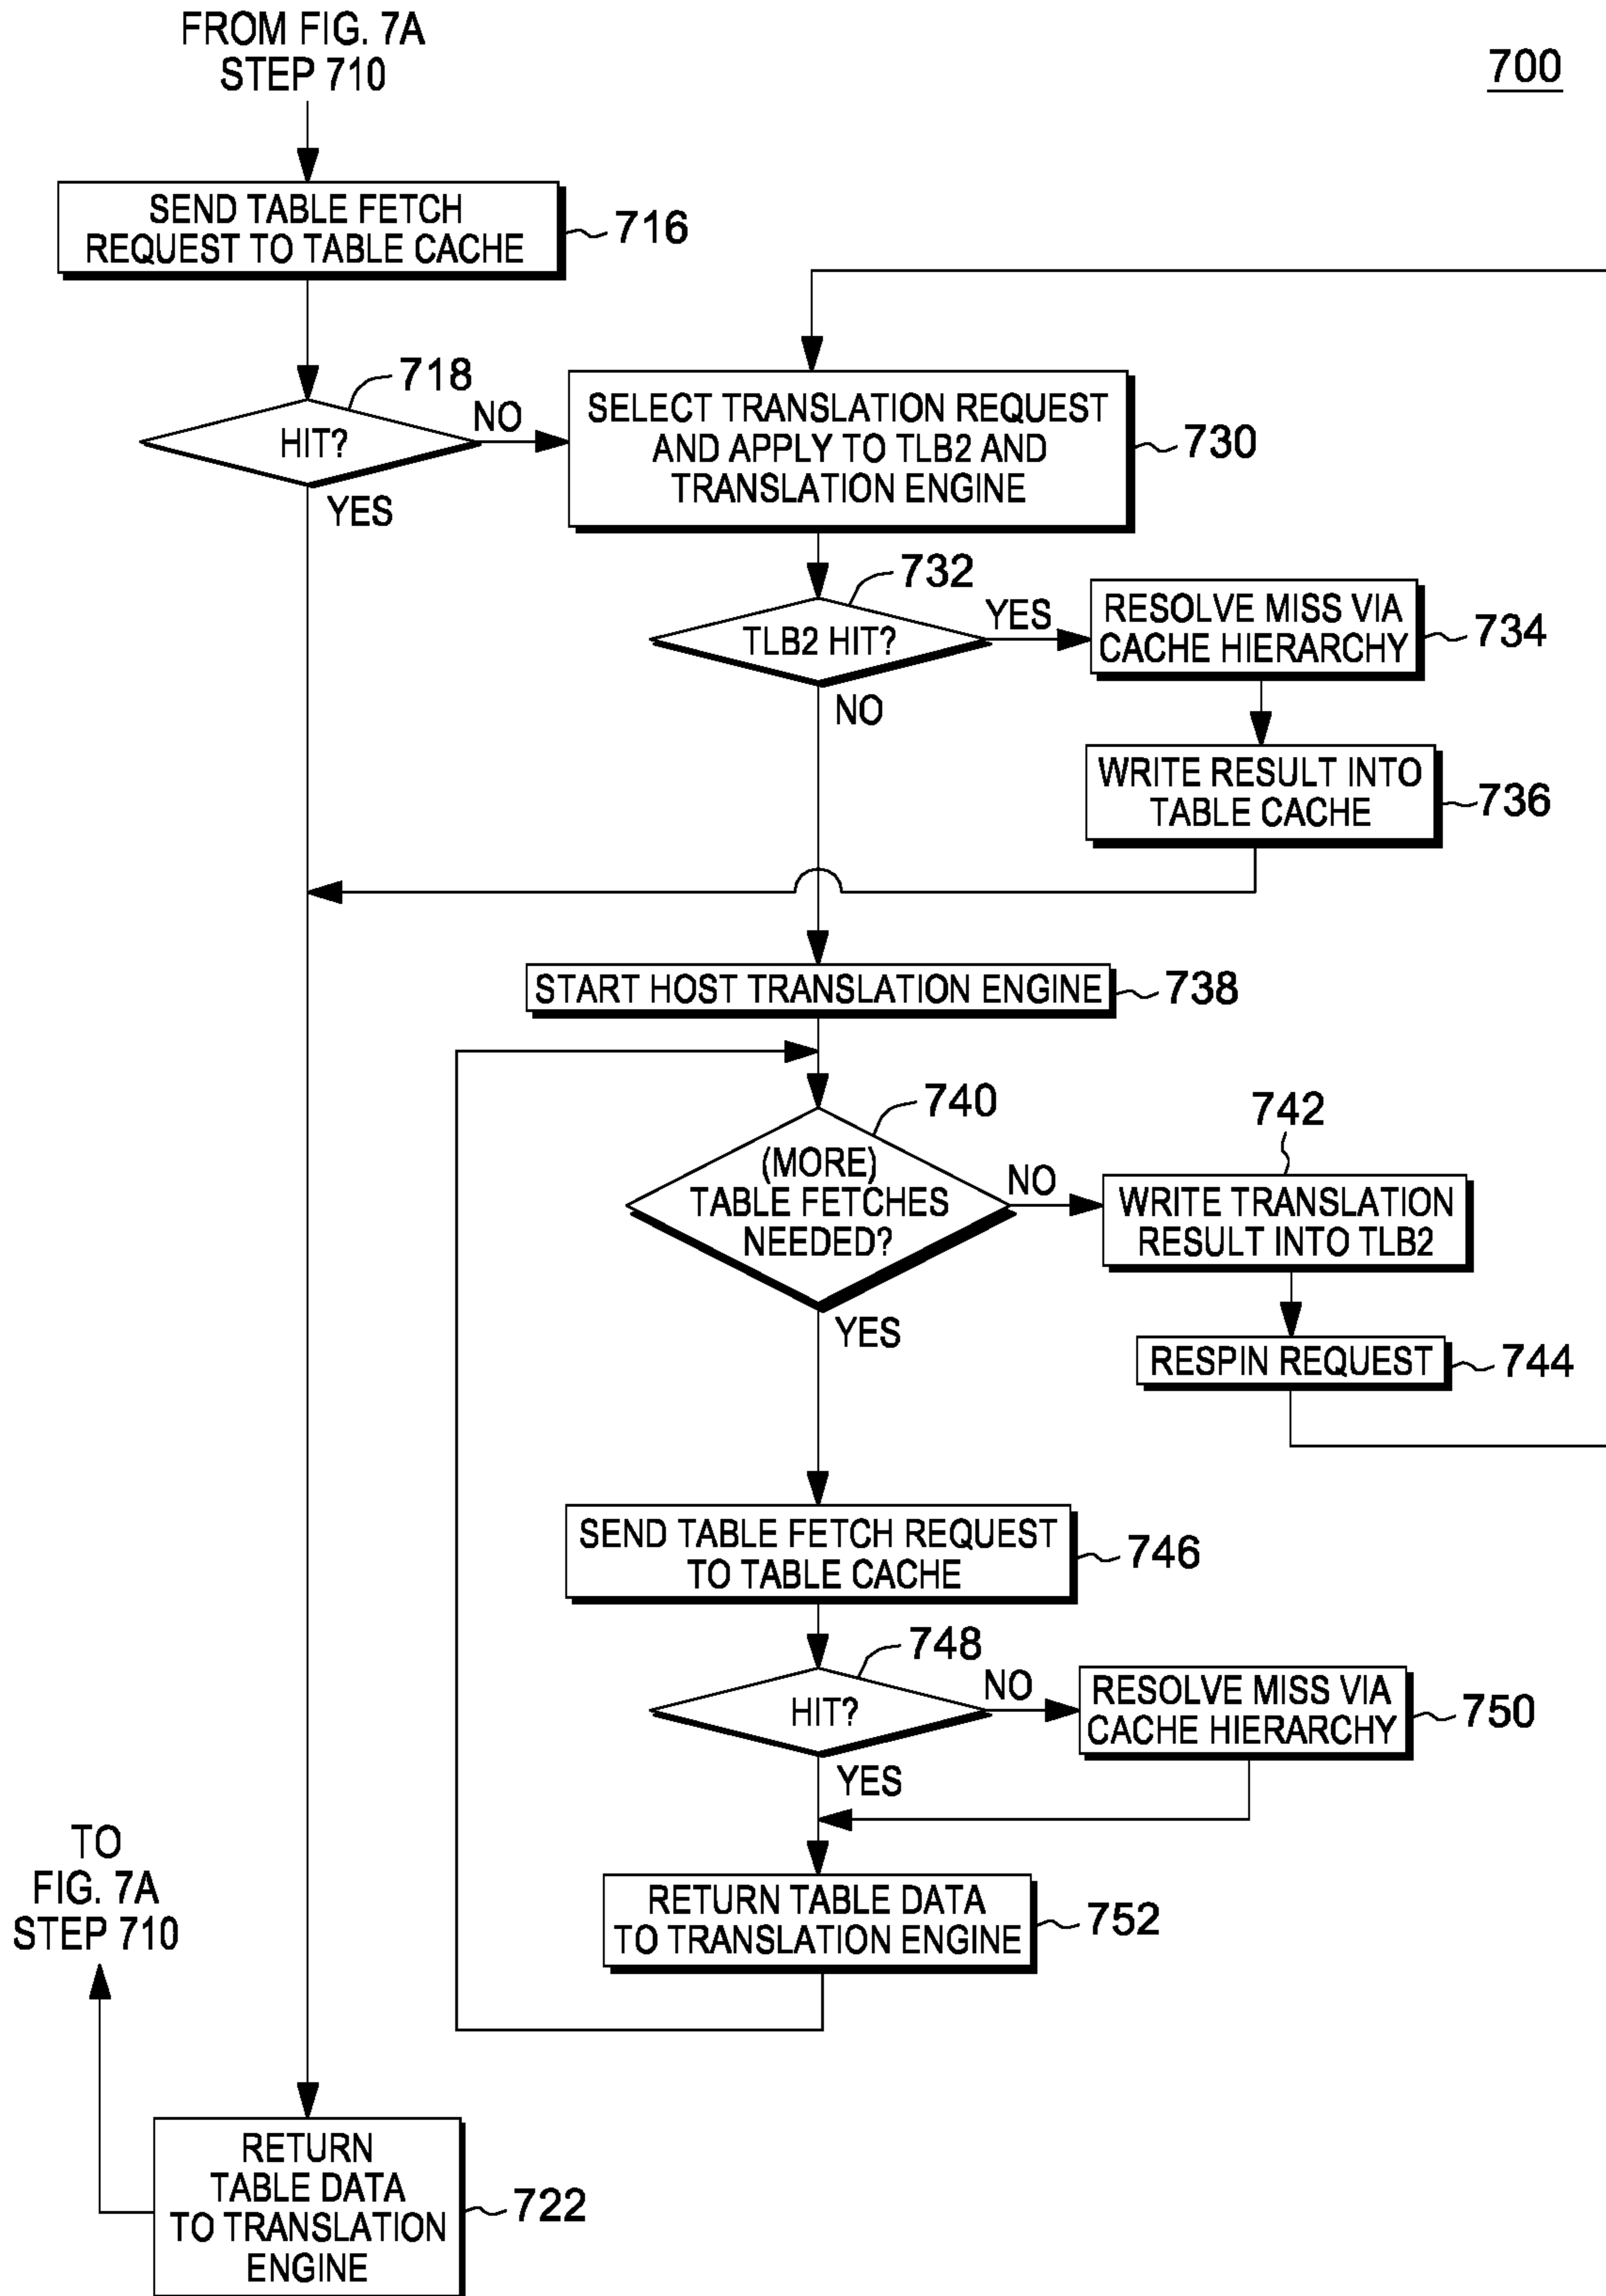 FROM FIG. 7A
STEP 710
700
SEND TABLE FETCH
REQUEST TO TABLE CACHE
716
718
HIT?
NO
YES
SELECT TRANSLATION REQUEST
AND APPLY TO TLB2 AND
TRANSLATION ENGINE
730
732
TLB2 HIT?
YES
NO
RESOLVE MISS VIA
CACHE HIERARCHY
734
WRITE RESULT INTO
TABLE CACHE
736
START HOST TRANSLATION ENGINE
738
740
(MORE)
TABLE FETCHES
NEEDED?
NO
YES
742
WRITE TRANSLATION
RESULT INTO TLB2
RESPIN REQUEST
744
SEND TABLE FETCH REQUEST
TO TABLE CACHE
746
748
HIT?
NO
YES
RESOLVE MISS VIA
CACHE HIERARCHY
750
RETURN TABLE DATA
TO TRANSLATION ENGINE
752
TO
FIG. 7A
STEP 710
RETURN
TABLE DATA
TO TRANSLATION
ENGINE
722